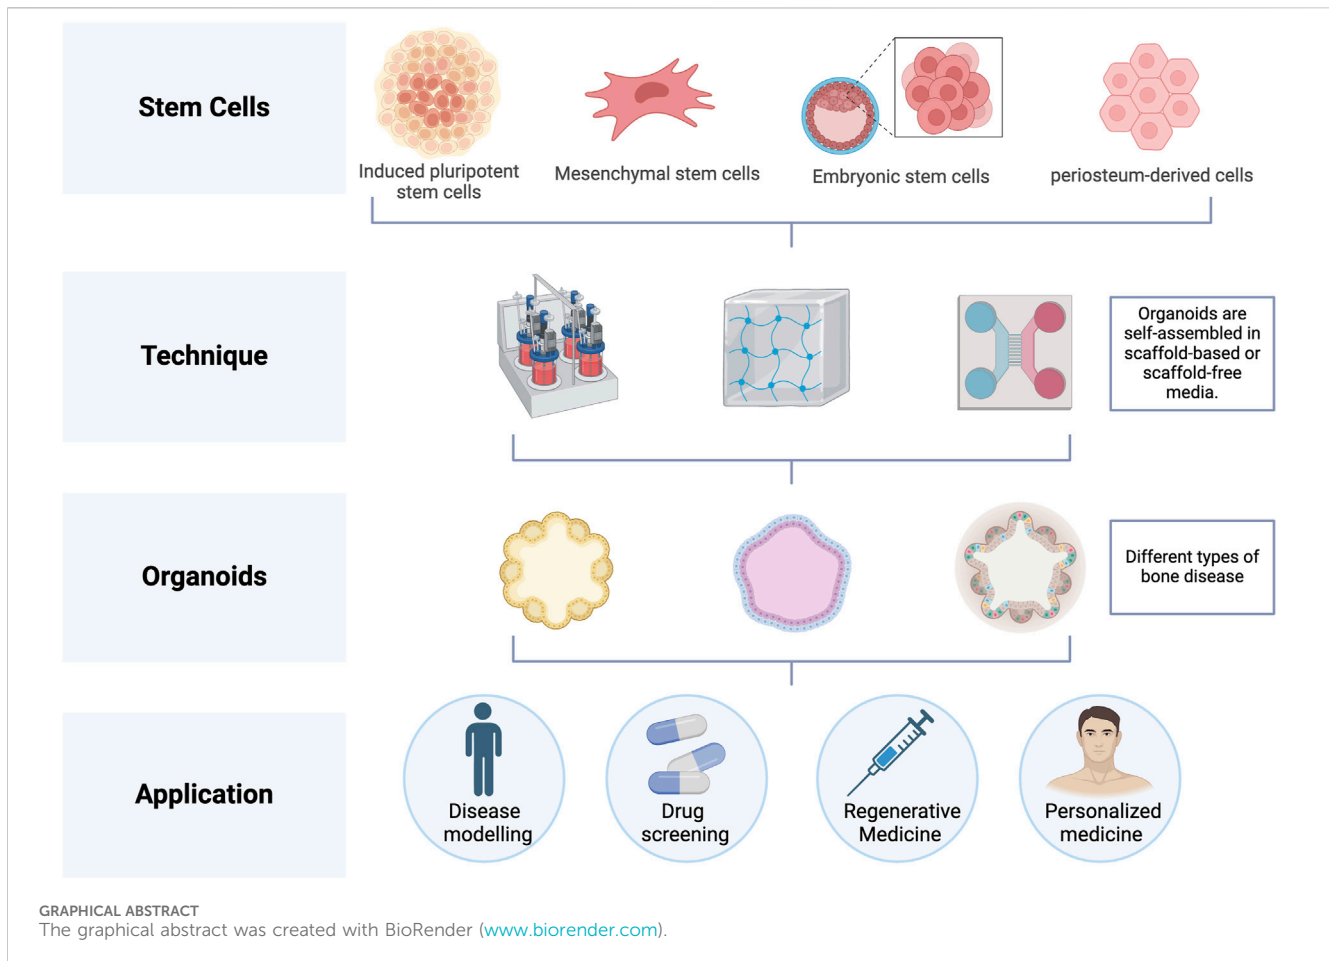 Stem Cells
Induced pluripotent
stem cells
Mesenchymal stem cells
Embryonic stem cells
periosteum-derived cells
Technique
Organoids are
self-assembled in
scaffold-based or
scaffold-free
media.
Organoids
Different types of
bone disease
Application
Disease
modelling
Drug
screening
Regenerative
Medicine
Personalized
medicine
GRAPHICAL ABSTRACT
The graphical abstract was created with BioRender (www.biorender.com).